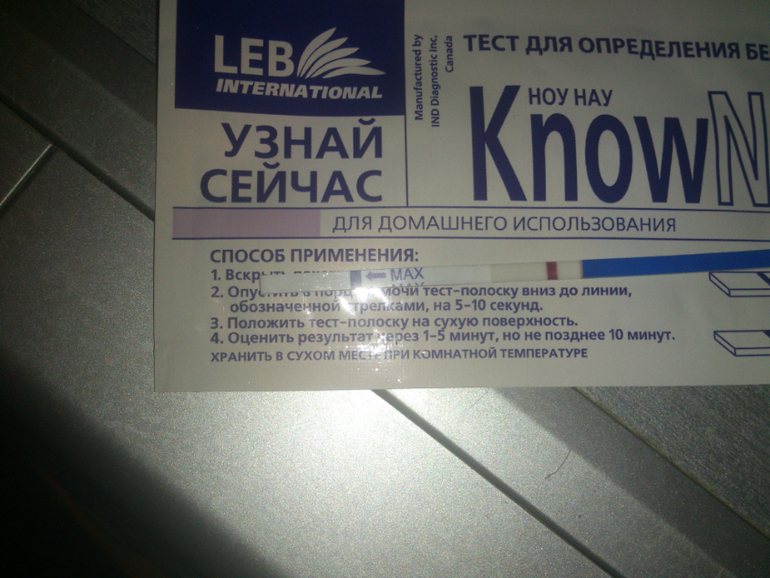 LEB
INTERNATIONAL
УЗНАЙ
СЕЙЧАС
Manufactured by
IND Diagnostic Inc,
Canada
ТЕСТ ДЛЯ ОПРЕДЕЛЕНИЯ БЕ
НОУ НАУ
KnowN
ДЛЯ ДОМАШНЕГО ИСПОЛЬЗОВАНИЯ
СПОСОБ ПРИМЕНЕНИЯ:
1. Вскрыть
MAX
2. Опустить в мочи тест-полоску вниз до линии,
обозначенной стрелками, на 5-10 секунд.
3. Положить тест-полоску на сухую поверхность.
4. Оценить результат через 1-5 минут, но не позднее 10 минут.
ХРАНИТЬ В СУХОМ МЕСТЕ ПРИ КОМНАТНОЙ ТЕМПЕРАТУРЕ